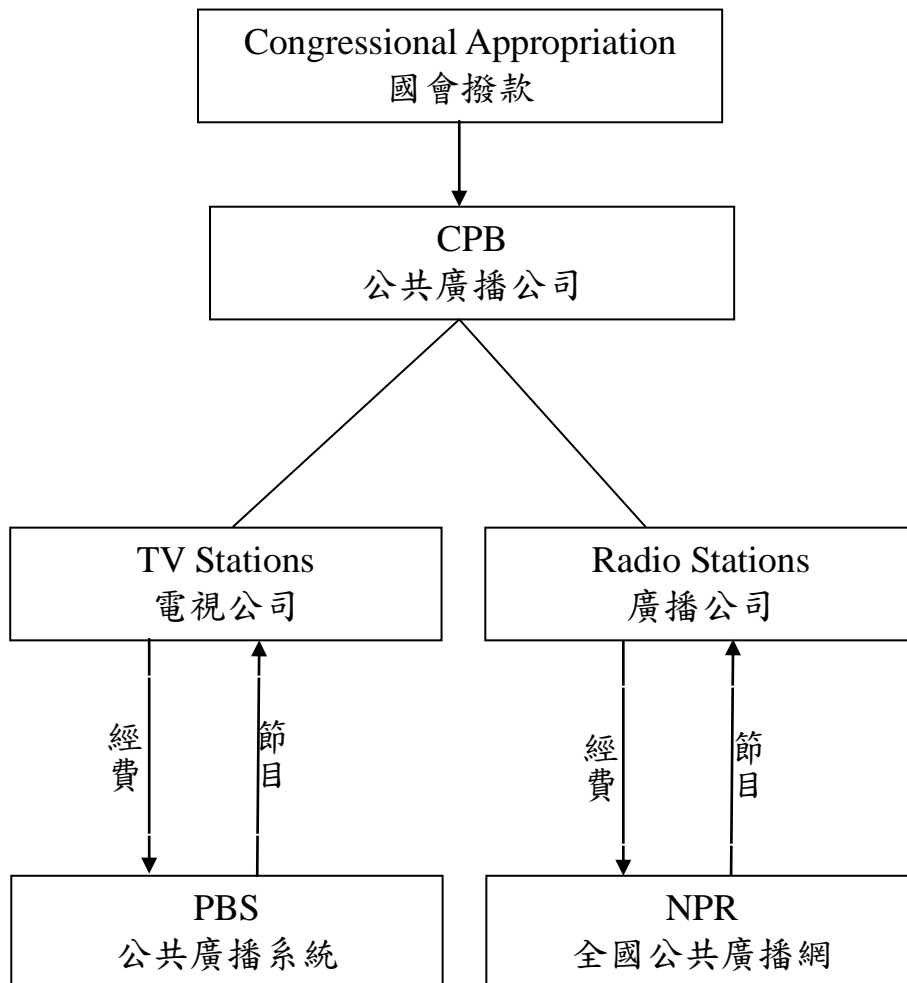 Congressional Appropriation
國會撥款
CPB
公共廣播公司
TV Stations
電視公司
Radio Stations
廣播公司
經費
節目
經費
節目
PBS
公共廣播系統
NPR
全國公共廣播網